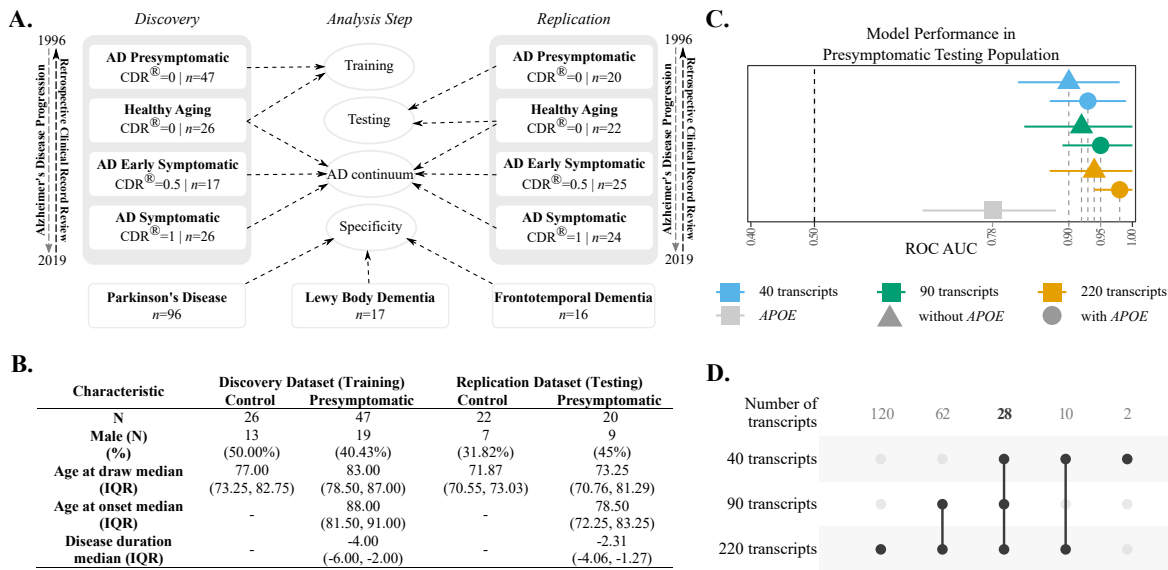 A.
Discovery
Analysis Step
Replication
1996
Alzheimer's Disease Progression
Retrospective Clinical Record Review
2019
AD Presymptomatic
CDR®=0 | n=47
Healthy Aging
CDR®=0 | n=26
AD Early Symptomatic
CDR®=0.5 | n=17
AD Symptomatic
CDR®=1 | n=26
Training
Testing
AD continuum
Specificity
AD Presymptomatic
CDR®=0 | n=20
Healthy Aging
CDR®=0 | n=22
AD Early Symptomatic
CDR®=0.5 | n=25
AD Symptomatic
CDR®=1 | n=24
1996
Alzheimer's Disease Progression
Retrospective Clinical Record Review
2019
Parkinson's Disease
n=96
Lewy Body Dementia
n=17
Frontotemporal Dementia
n=16
B.
Characteristic Discovery Dataset (Training) Replication Dataset (Testing)
Control Presymptomatic Control Presymptomatic
N 26 47 22 20
Male (N) 13 19 7 9
(%) (50.00%) (40.43%) (31.82%) (45%)
Age at draw median 77.00 83.00 71.87 73.25
(IQR) (73.25, 82.75) (78.50, 87.00) (70.55, 73.03) (70.76, 81.29)
Age at onset median - 88.00 - 78.50
(IQR) (81.50, 91.00) (72.25, 83.25)
Disease duration - -4.00 - -2.31
median (IQR) (-6.00, -2.00) (-4.06, -1.27)
C.
Model Performance in
Presymptomatic Testing Population
0.40 0.50 0.78 0.90 0.95 1.00
ROC AUC
40 transcripts 90 transcripts 220 transcripts
APOE without APOE with APOE
D.
Number of
transcripts
120 62 28 10 2
40 transcripts
90 transcripts
220 transcripts